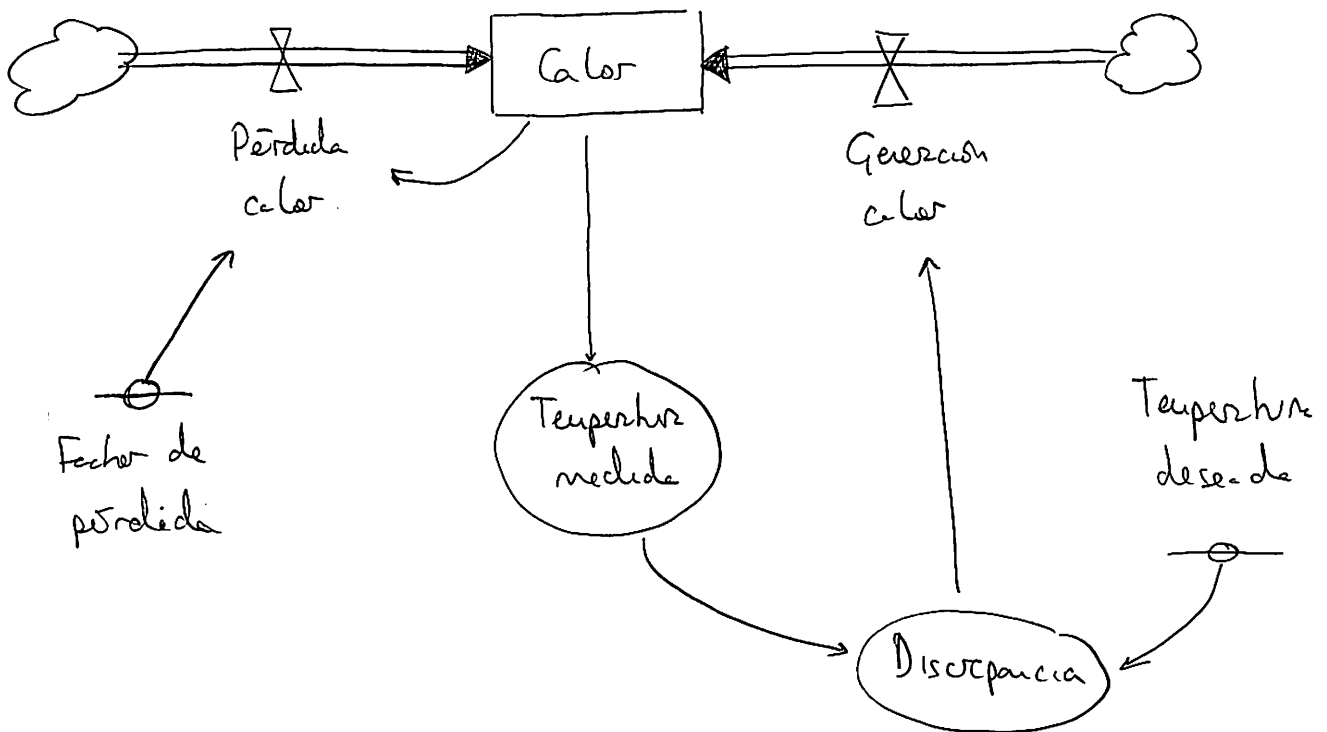 Calor
Pérdida
calor
Generación
calor
Temperatura
medida
Factor de
pérdida
Temperatura
deseada
Discrepancia